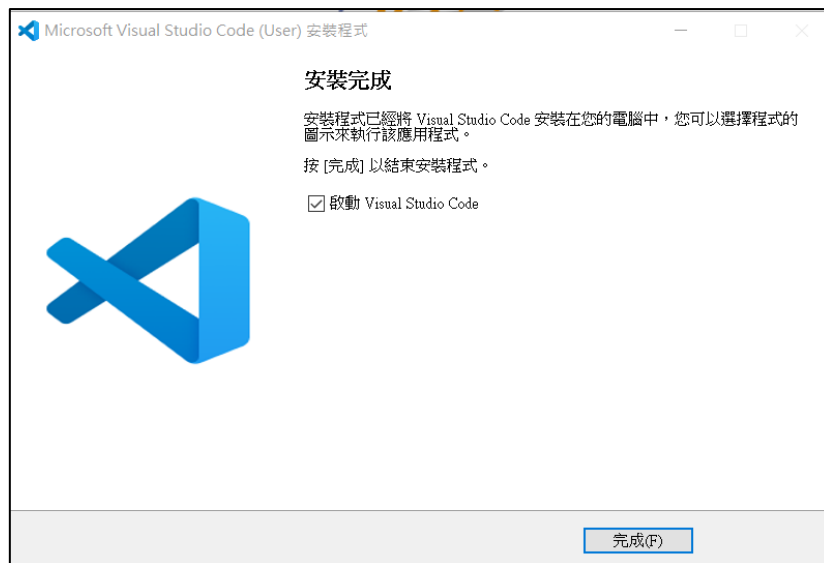 Microsoft Visual Studio Code (User) 安裝程式
安裝完成
安裝程式已經將 Visual Studio Code 安裝在您的電腦中，您可以選擇程式的
圖示來執行該應用程式。
按 [完成] 以結束安裝程式。
啟動 Visual Studio Code
完成(F)